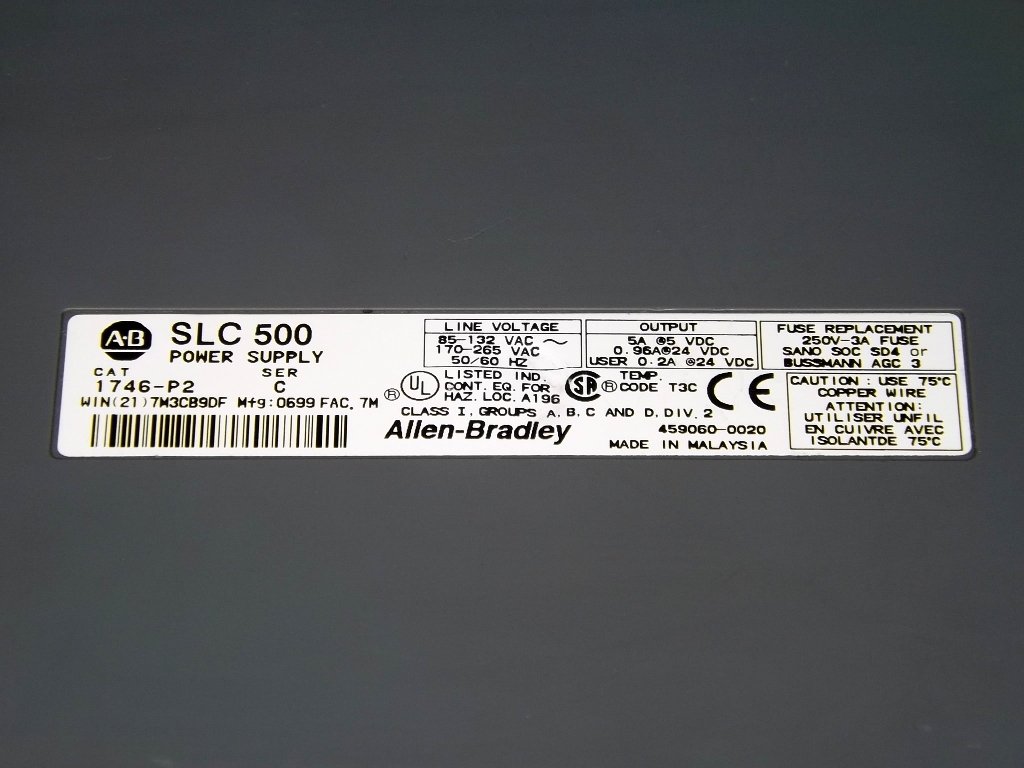 A-B
SLC 500
POWER SUPPLY
CAT SER
1746-P2 C
WIN(21)7M3CB9DF Mfg:0699 FAC. 7M
LINE VOLTAGE
85-132 VAC ~
170-265 VAC
50/60 HZ
OUTPUT
5A @5 VDC
0.96A@24 VDC
USER 0.2A @24 VDC
FUSE REPLACEMENT
250V-3A FUSE
SANO SOC SD4 or
BUSSMANN AGC 3
UL ®
LISTED IND.
CONT. EQ. FOR
HAZ. LOC. A196
SA ®
TEMP.
CODE T3C
CE
CLASS I, GROUPS A, B, C AND D, DIV. 2
Allen-Bradley
459060-0020
MADE IN MALAYSIA
CAUTION: USE 75°C
COPPER WIRE
ATTENTION:
UTILISER UNFIL
EN CUIVRE AVEC
ISOLANTDE 75°C